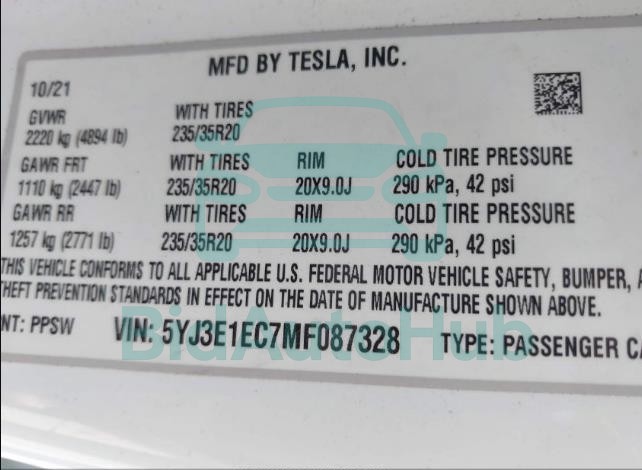 MFD BY TESLA, INC.
10/21
GVWR WITH TIRES
2220 kg (4894 lb) 235/35R20
GAWR FRT WITH TIRES RIM COLD TIRE PRESSURE
1110 kg (2447 lb) 235/35R20 20X9.0J 290 kPa, 42 psi
GAWR RR WITH TIRES RIM COLD TIRE PRESSURE
1257 kg (2771 lb) 235/35R20 20X9.0J 290 kPa, 42 psi
THIS VEHICLE CONFORMS TO ALL APPLICABLE U.S. FEDERAL MOTOR VEHICLE SAFETY, BUMPER, A
THEFT PREVENTION STANDARDS IN EFFECT ON THE DATE OF MANUFACTURE SHOWN ABOVE.
NT: PPSW VIN: 5YJ3E1EC7MF087328 TYPE: PASSENGER CA
BidAutoHub